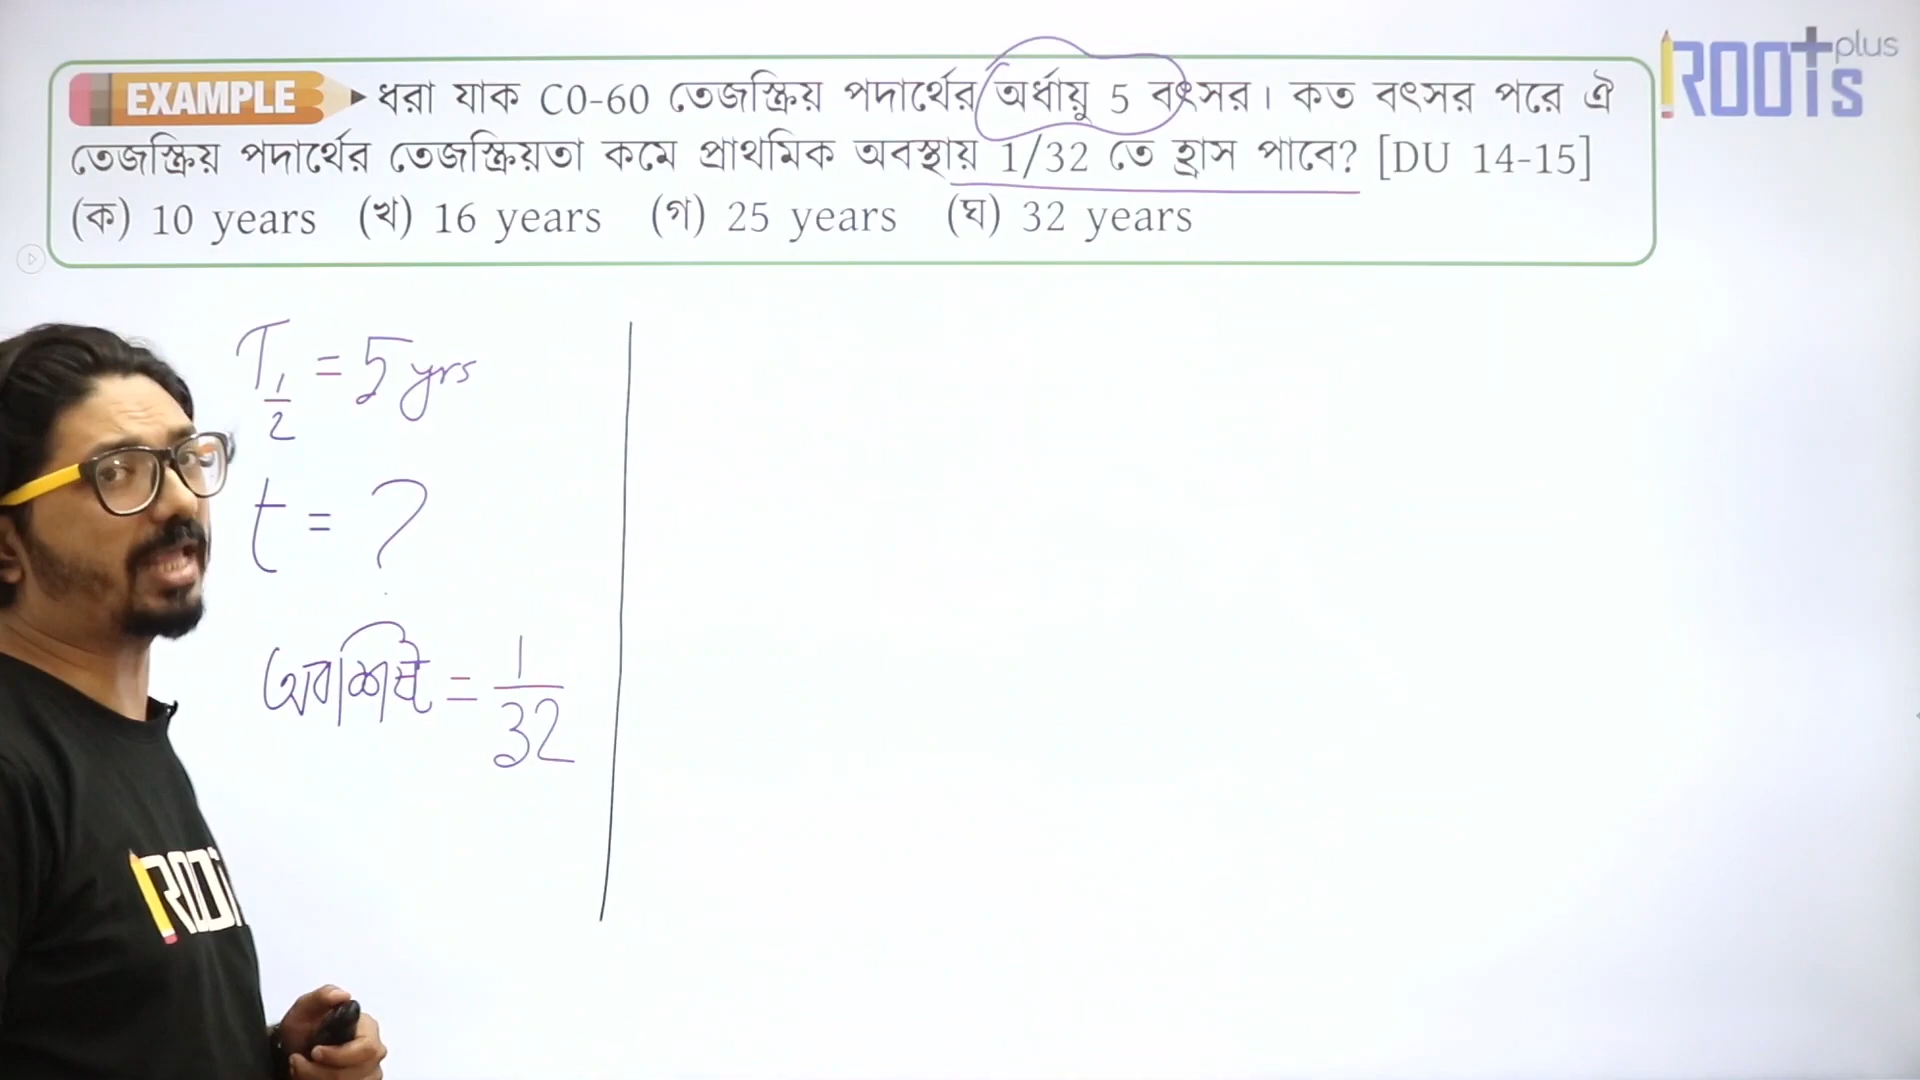 ROOTs plus
EXAMPLE ▶ ধরা যাক C0-60 তেজস্ক্রিয় পদার্থের অর্ধায়ু 5 বৎসর। কত বৎসর পরে ঐ
তেজস্ক্রিয় পদার্থের তেজস্ক্রিয়তা কমে প্রাথমিক অবস্থায় 1/32 তে হ্রাস পাবে? [DU 14-15]
(ক) 10 years (খ) 16 years (গ) 25 years (ঘ) 32 years
T 1/2 = 5 yrs
t = ?
অবশিষ্ট = 1/32
ROOT